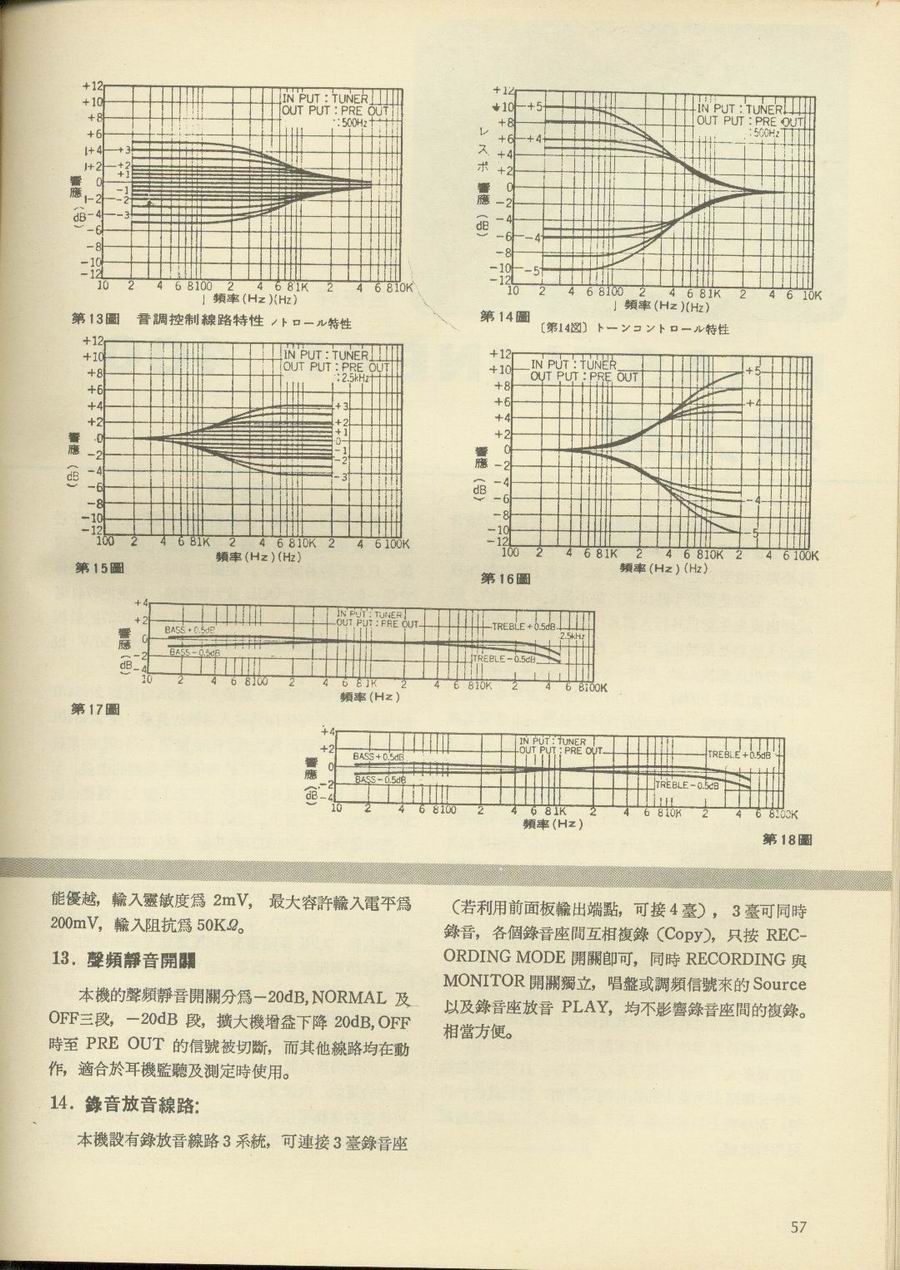 +12
+10
+8
+6
+4
+2
0
-2
-4
-6
-8
-10
-12
響應
(dB)
IN PUT : TUNER
OUT PUT : PRE OUT
: 500Hz
+3
+2
+1
-1
-2
-3
10 2 4 6 8100 2 4 6 81K 2 4 6 810K
頻率(Hz)(Hz)
第13圖 音調控制線路特性 ノトロール特性
+12
+10
+8
+6
+4
+2
0
-2
-4
-6
-8
-10
-12
レスポ
響應
(dB)
IN PUT : TUNER
OUT PUT : PRE OUT
: 500Hz
+5
+4
-4
-5
10 2 4 6 8100 2 4 6 81K 2 4 6 10K
頻率(Hz)(Hz)
第14圖
〔第14図〕トーンコントロール特性
+12
+10
+8
+6
+4
+2
0
-2
-4
-6
-8
-10
-12
響應
(dB)
IN PUT : TUNER
OUT PUT : PRE OUT
: 2.5kHz
+3
+2
+1
0
-1
-2
-3
100 2 4 6 81K 2 4 6 810K 2 4 6 100K
頻率(Hz)(Hz)
第15圖
+12
+10
+8
+6
+4
+2
0
-2
-4
-6
-8
-10
-12
響應
(dB)
IN PUT : TUNER
OUT PUT : PRE OUT
+5
+4
-4
-5
100 2 4 6 81K 2 4 6 810K 2 4 6 100K
頻率(Hz)(Hz)
第16圖
+4
+2
0
-2
-4
響應
(dB)
IN PUT : TUNER
OUT PUT : PRE OUT
BASS+0.5dB
BASS-0.5dB
TREBLE+0.5dB
2.5kHz
TREBLE-0.5dB
10 2 4 6 8100 2 4 6 81K 2 4 6 810K 2 4 6 8100K
頻率(Hz)
第17圖
+4
+2
0
-2
-4
響應
(dB)
IN PUT : TUNER
OUT PUT : PRE OUT
BASS+0.5dB
BASS-0.5dB
TREBLE+0.5dB
TREBLE-0.5dB
10 2 4 6 8100 2 4 6 81K 2 4 6 810K 2 4 6 8100K
頻率(Hz)
第18圖
能優越，輸入靈敏度爲 2mV，最大容許輸入電平爲
200mV，輸入阻抗爲 50KΩ。
13. 聲頻靜音開關
本機的聲頻靜音開關分爲－20dB, NORMAL 及
OFF三段，－20dB 段，擴大機增益下降 20dB, OFF
時至 PRE OUT 的信號被切斷，而其他線路均在動
作，適合於耳機監聽及測定時使用。
14. 錄音放音線路：
本機設有錄放音線路 3 系統，可連接 3 臺錄音座
（若利用前面板輸出端點，可接 4 臺），3 臺可同時
錄音，各個錄音座間互相複錄（Copy)，只按 REC-
ORDING MODE 開關卽可，同時 RECORDING 與
MONITOR 開關獨立，唱盤或調頻信號來的 Source
以及錄音座放音 PLAY，均不影響錄音座間的複錄。
相當方便。
57